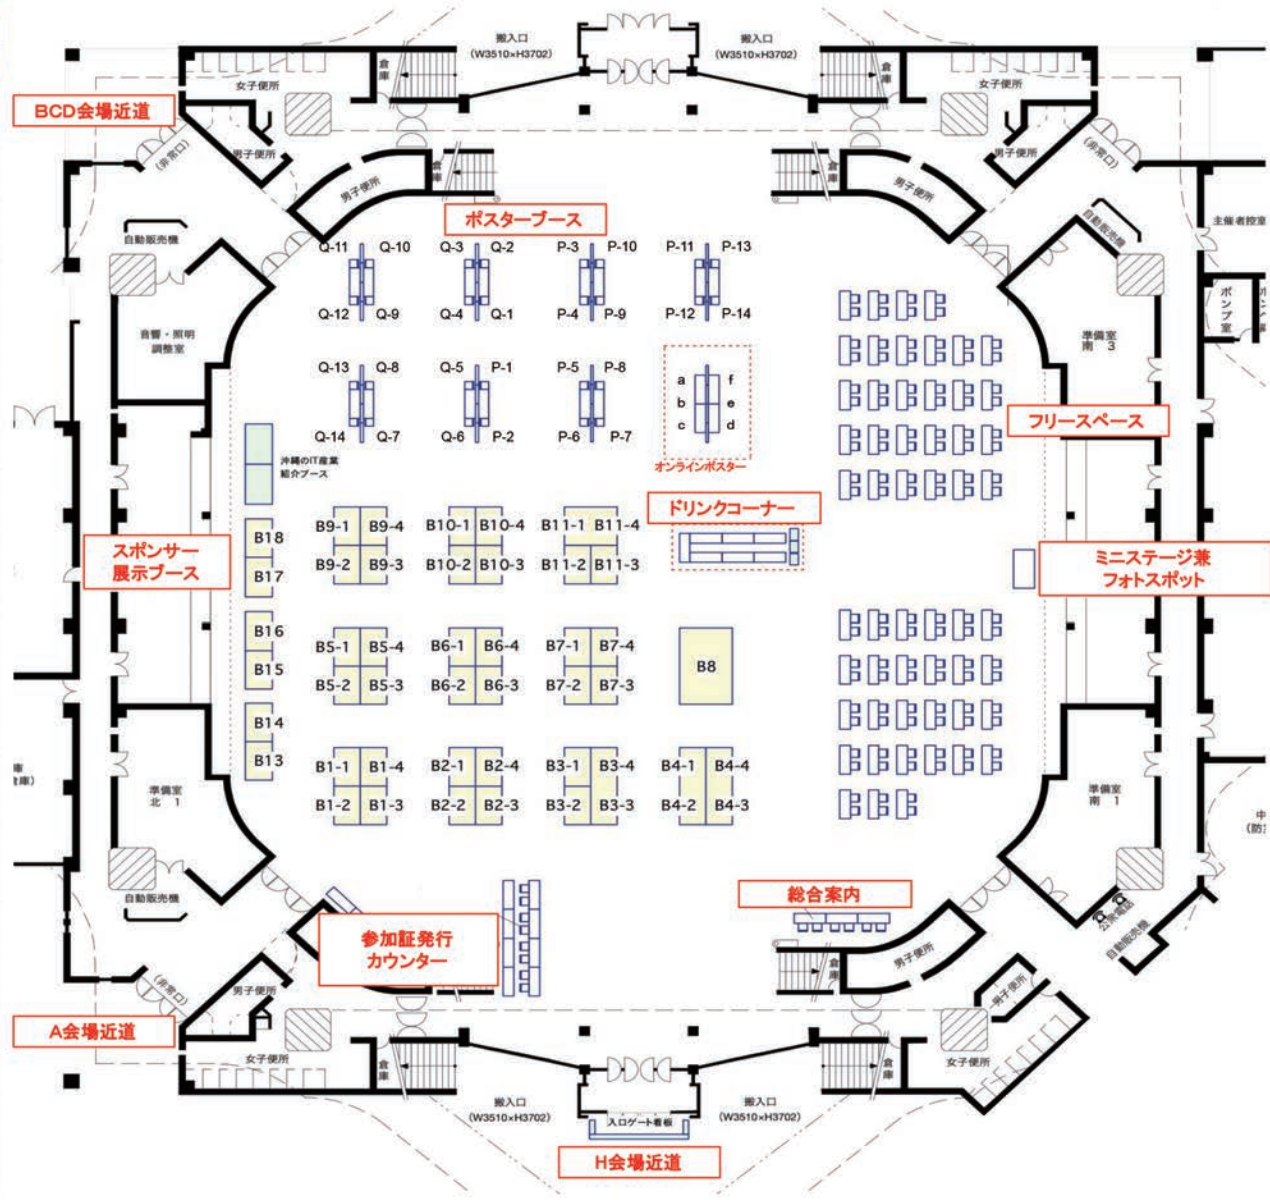 搬入口
(W3510×H3702)
搬入口
(W3510×H3702)
倉庫
倉庫
女子便所
女子便所
BCD会場近道
(非常口)
男子便所
男子便所
(非常口)
倉庫
倉庫
男子便所
男子便所
ポスターブース
自動販売機
自動販売機
主催者控室
Q-11 Q-10 Q-3 Q-2 P-3 P-10 P-11 P-13
Q-12 Q-9 Q-4 Q-1 P-4 P-9 P-12 P-14
ポンプ室
音響・照明
調整室
準備室
南 3
Q-13 Q-8 Q-5 P-1 P-5 P-8
a f
b e
c d
Q-14 Q-7 Q-6 P-2 P-6 P-7
フリースペース
沖縄のIT産業
紹介ブース
オンラインポスター
ドリンクコーナー
B18 B9-1 B9-4 B10-1 B10-4 B11-1 B11-4
スポンサー
展示ブース
ミニステージ兼
フォトスポット
B17 B9-2 B9-3 B10-2 B10-3 B11-2 B11-3
B16 B5-1 B5-4 B6-1 B6-4 B7-1 B7-4
B8
B15 B5-2 B5-3 B6-2 B6-3 B7-2 B7-3
B14
B13 B1-1 B1-4 B2-1 B2-4 B3-1 B3-4 B4-1 B4-4
B1-2 B1-3 B2-2 B2-3 B3-2 B3-3 B4-2 B4-3
準備室
北 1
準備室
南 1
自動販売機
総合案内
公衆電話
自動販売機
参加証発行
カウンター
男子便所
倉庫
(非常口)
男子便所
男子便所
A会場近道
女子便所
女子便所
倉庫
倉庫
搬入口
(W3510×H3702)
搬入口
(W3510×H3702)
入口ゲート看板
H会場近道